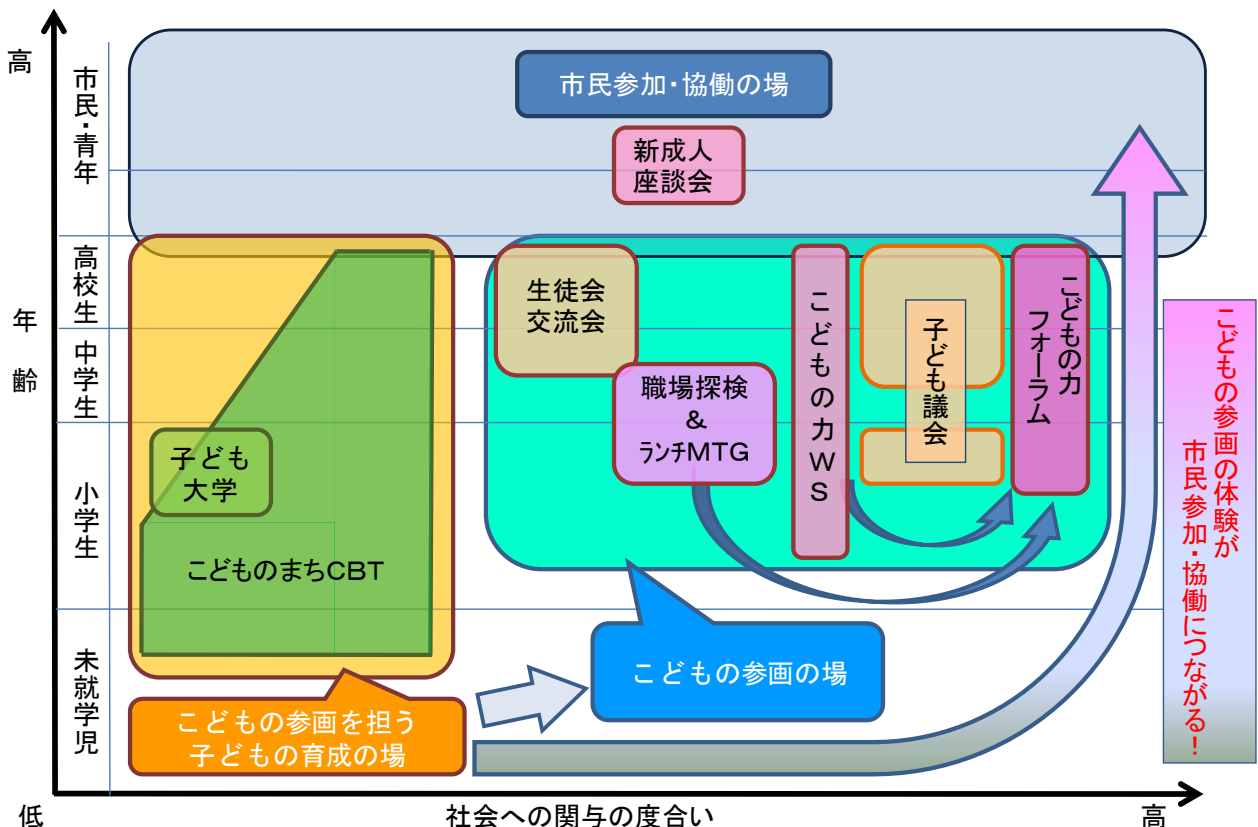 高
年
齢
低
市民・青年
高校生
中学生
小学生
未就学児
市民参加・協働の場
新成人
座談会
生徒会
交流会
職場探検
&
ランチMTG
こどもの力WS
子ども議会
こどもの力
フォーラム
子ども
大学
こどものまちCBT
こどもの参画を担う
子どもの育成の場
こどもの参画の場
こどもの参画の体験が
市民参加・協働につながる！
社会への関与の度合い
高